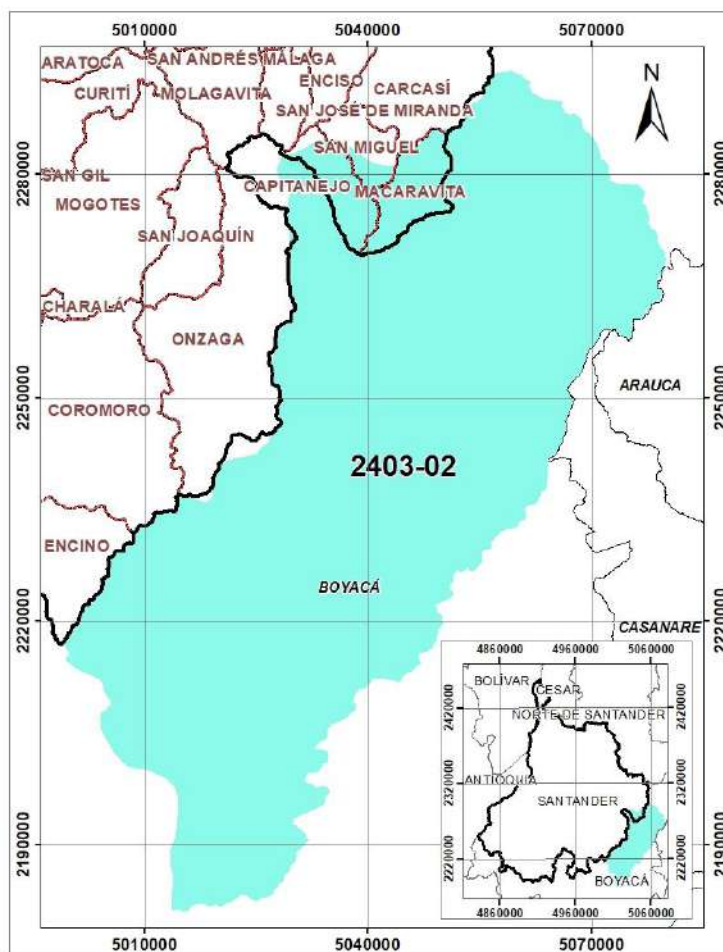 5010000 5040000 5070000
ARATOCA SAN ANDRÉS MÁLAGA
ENCISO
CURITÍ MOLAGAVITA CARCASÍ
SAN JOSÉ DE MIRANDA
N
SAN MIGUEL
2280000 SAN GIL CAPITANEJO MACARAVITA 2280000
MOGOTES
SAN JOAQUÍN
CHARALÁ
ONZAGA
2250000 ARAUCA 2250000
COROMORO
2403-02
ENCINO
BOYACÁ
2220000 CASANARE 2220000
4860000 4960000 5060000
BOLÍVAR
CESAR
2420000 NORTE DE SANTANDER 2420000
ANTIOQUIA
2320000 2320000
SANTANDER
2220000 2220000
BOYACÁ
4860000 4960000 5060000
2190000 2190000
5010000 5040000 5070000